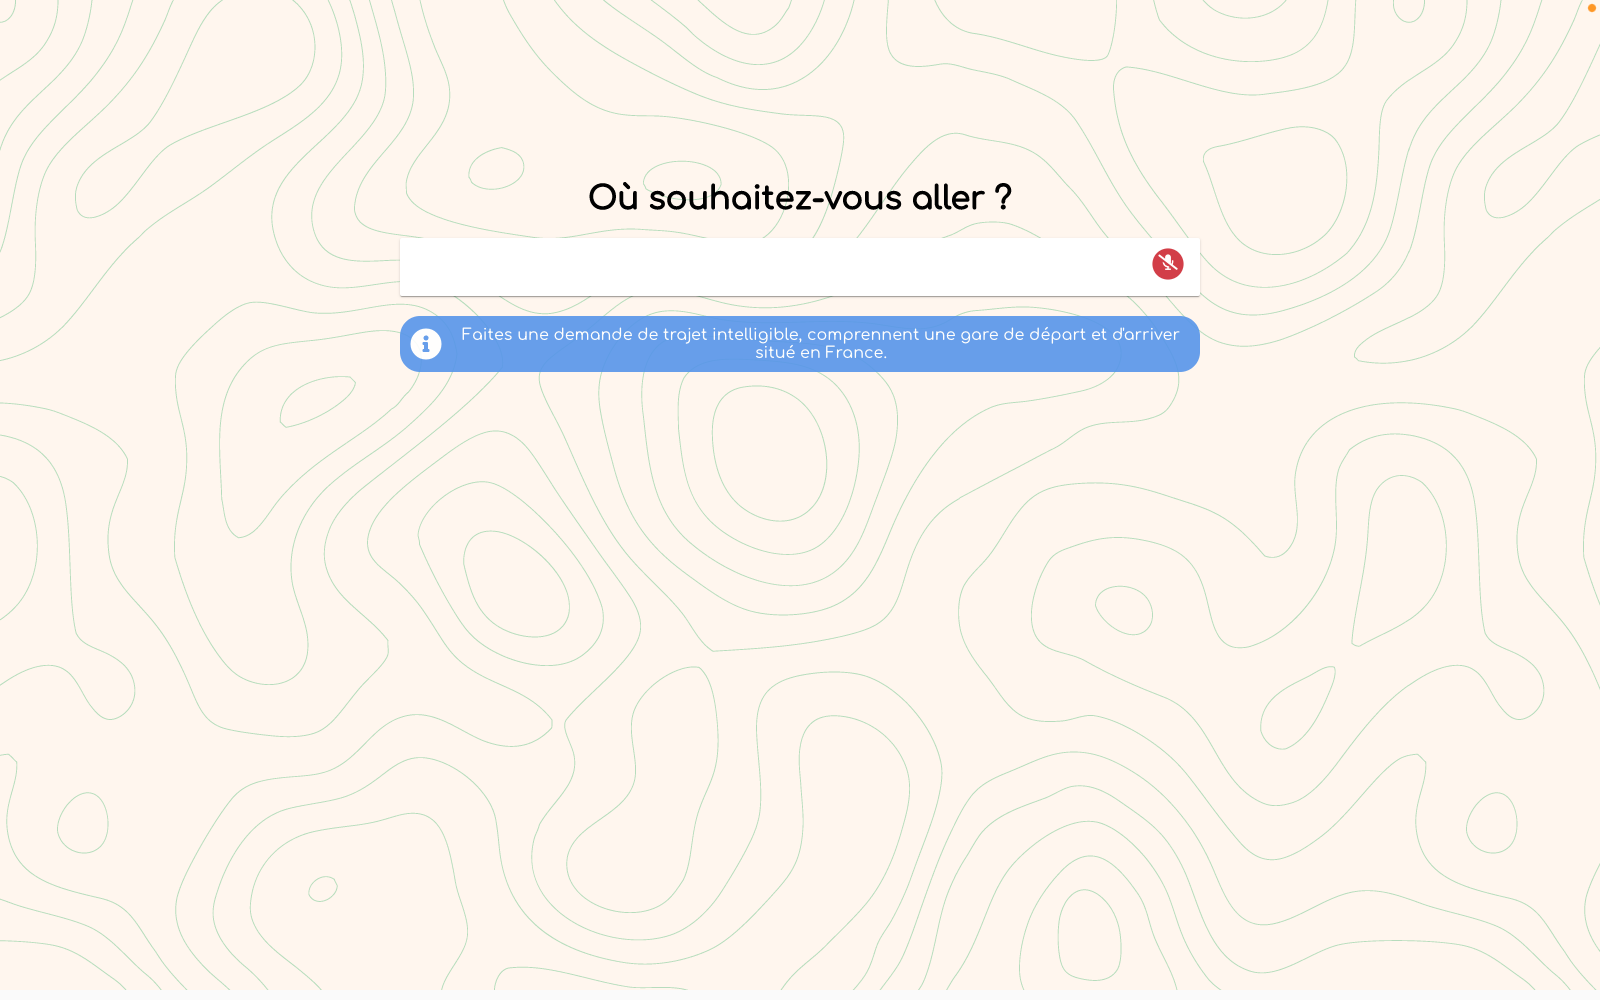 Où souhaitez-vous aller ?
Faites une demande de trajet intelligible, comprennent une gare de départ et d'arriver
situé en France.